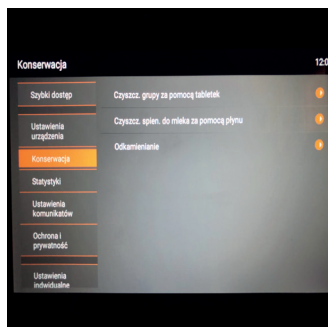 Konserwacja 12:0
Szybki dostęp
Czyszcz. grupy za pomocą tabletek
Czyszcz. spien. do mleka za pomocą płynu
Ustawienia
urządzenia
Odkamienianie
Konserwacja
Statystyki
Ustawienia
komunikatów
Ochrona i
prywatność
Ustawienia
indwidualne